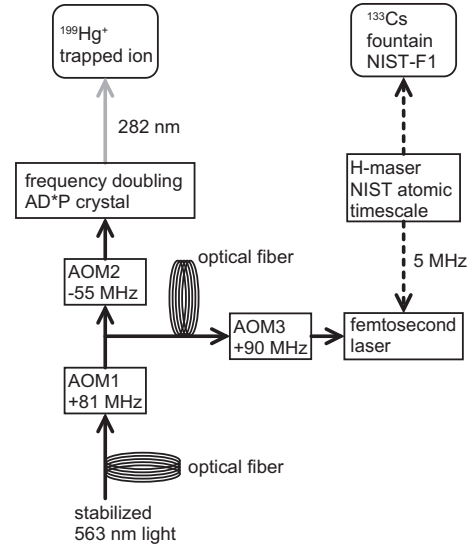 ¹⁹⁹Hg⁺
trapped ion
¹³³Cs
fountain
NIST-F1
282 nm
frequency doubling
AD*P crystal
H-maser
NIST atomic
timescale
optical fiber
5 MHz
AOM2
-55 MHz
AOM3
+90 MHz
femtosecond
laser
AOM1
+81 MHz
optical fiber
stabilized
563 nm light